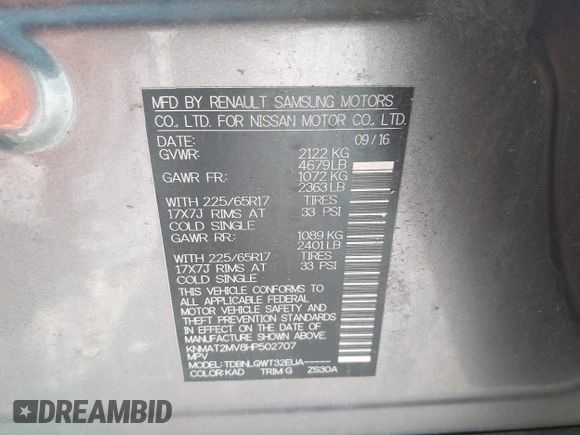 MFD BY RENAULT SAMSUNG MOTORS
CO., LTD. FOR NISSAN MOTOR CO., LTD.
DATE: 09/16
GVWR: 2122 KG
4679 LB
GAWR FR: 1072 KG
2363 LB
WITH 225/65R17 TIRES
17X7J RIMS AT 33 PSI
COLD SINGLE
GAWR RR: 1089 KG
2401 LB
WITH 225/65R17 TIRES
17X7J RIMS AT 33 PSI
COLD SINGLE
THIS VEHICLE CONFORMS TO
ALL APPLICABLE FEDERAL
MOTOR VEHICLE SAFETY AND
THEFT PREVENTION STANDARDS
IN EFFECT ON THE DATE OF
MANUFACTURE SHOWN ABOVE
KNMAT2MV8HP502707
MPV
MODEL: TDBNLGWT32EUA------
COLOR: KAD TRIM: G ZS30A
DREAMBID
dreambid.com